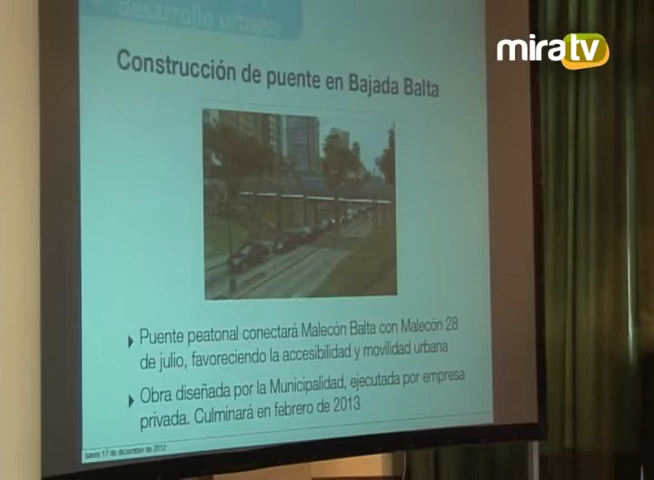 desarrollo urbano
miratv
Construcción de puente en Bajada Balta
Puente peatonal conectará Malecón Balta con Malecón 28
de julio, favoreciendo la accesibilidad y movilidad urbana
Obra diseñada por la Municipalidad, ejecutada por empresa
privada. Culminará en febrero de 2013
lunes 17 de diciembre de 2012